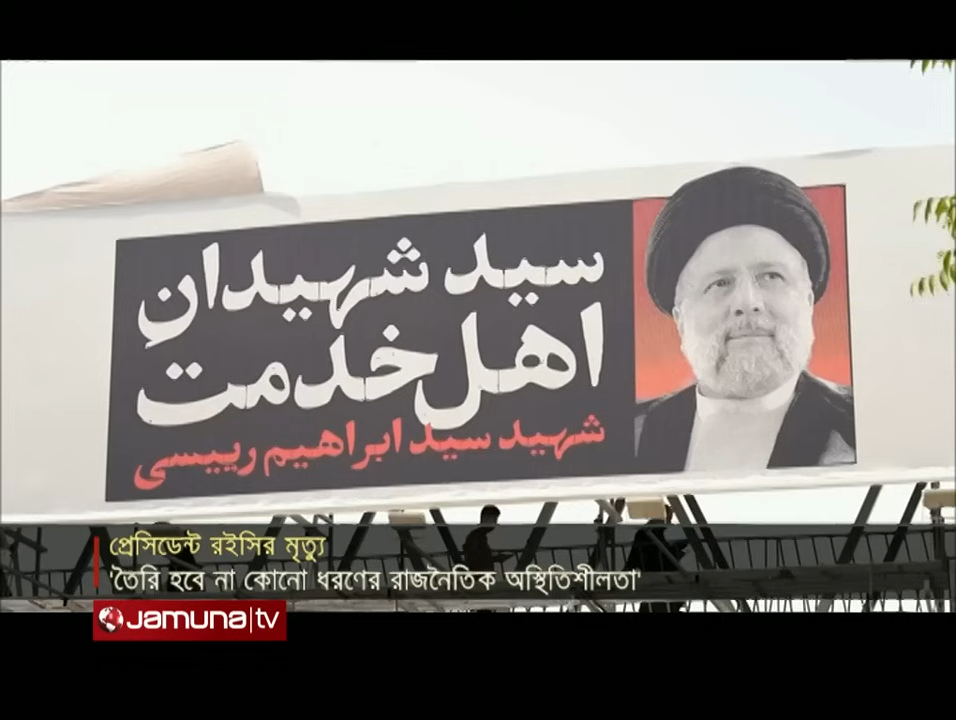 سید شهیدانِ
اهل خدمت
شهید سید ابراهیم رییسی
প্রেসিডেন্ট রইসির মৃত্যু
'তৈরি হবে না কোনো ধরণের রাজনৈতিক অস্থিতিশীলতা'
JAMUNA|tv